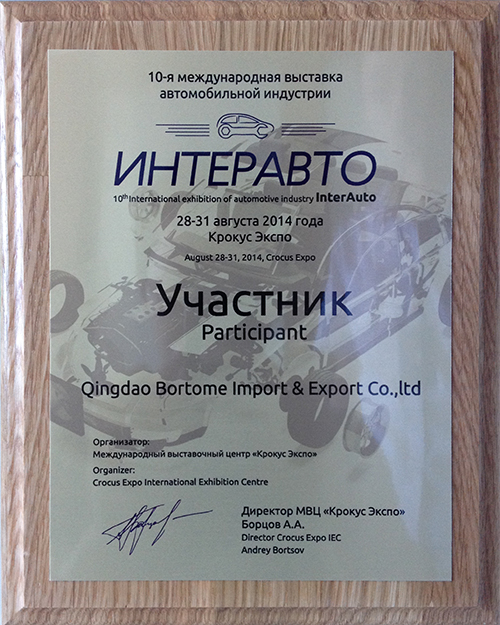 10-я международная выставка
автомобильной индустрии
ИНТЕРАВТО
10th International exhibition of automotive industry InterAuto
28-31 августа 2014 года
Крокус Экспо
August 28-31, 2014, Crocus Expo
Участник
Participant
Qingdao Bortome Import & Export Co.,ltd
Организатор:
Международный выставочный центр «Крокус Экспо»
Organizer:
Crocus Expo International Exhibition Centre
Директор МВЦ «Крокус Экспо»
Борцов А.А.
Director Crocus Expo IEC
Andrey Bortsov